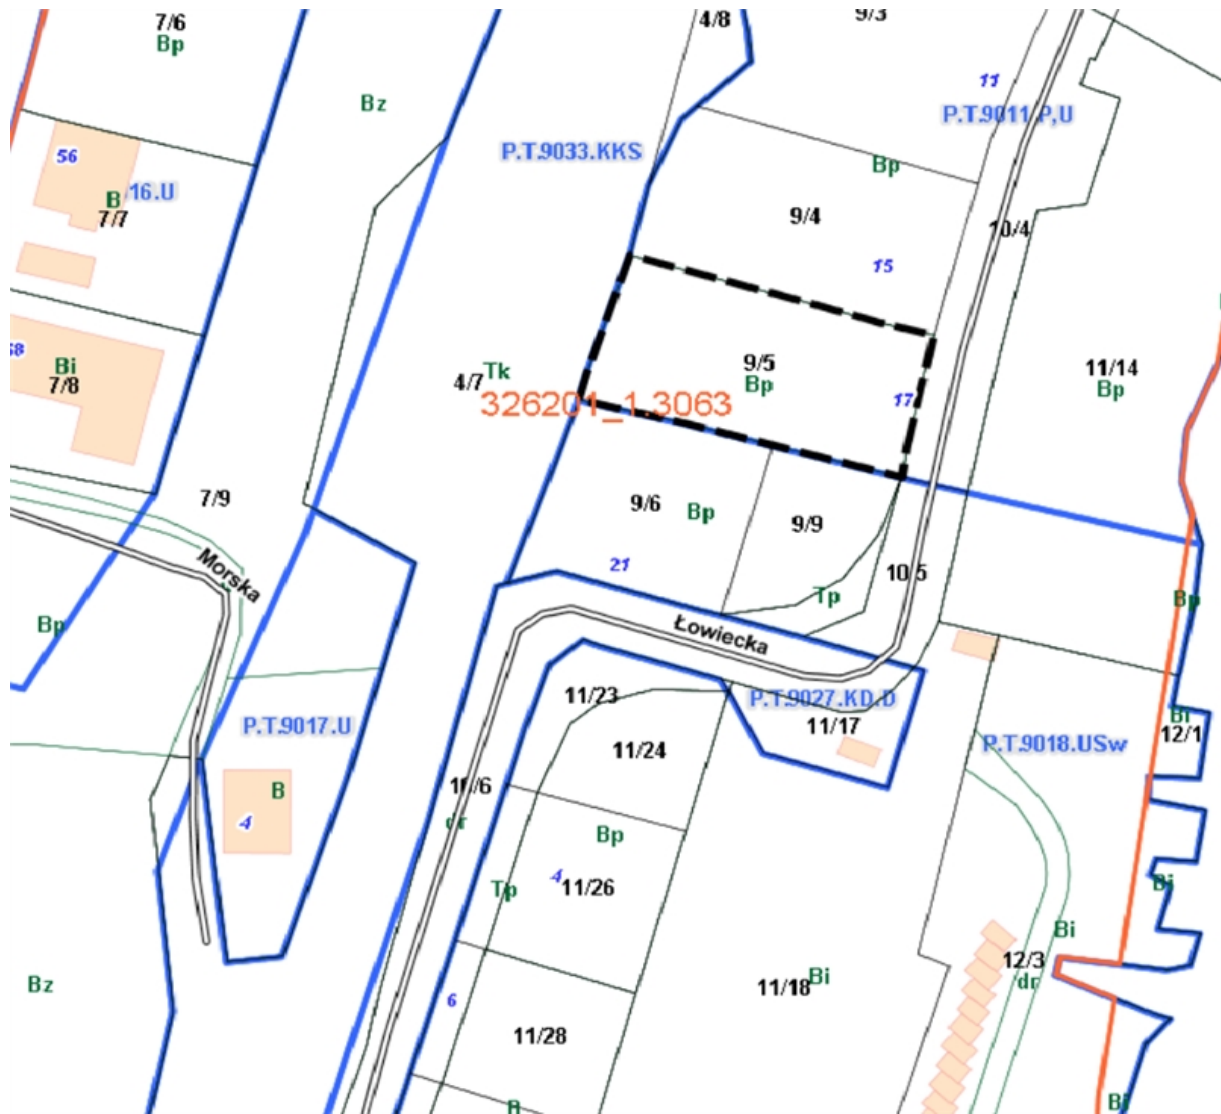 7/6
Bp
4/8
9/3
11
Bz
P.T.9011.P,U
56
P.T.9033.KKS
Bp
B
16.U
7/7
9/4
10/4
15
Bi
7/8
9/5
Bp
11/14
Bp
4/7
Tk
17
326201_1.3063
7/9
9/6
Bp
9/9
Morska
21
10/5
Tp
Bp
Bp
Łowiecka
11/23
P.T.9027.KD.D
P.T.9017.U
11/17
Bi
12/1
11/24
P.T.9018.USw
B
4
dr
Bp
4
11/26
Tp
Bi
Bi
12/3
dr
Bz
11/18
Bi
6
11/28
B
Bi